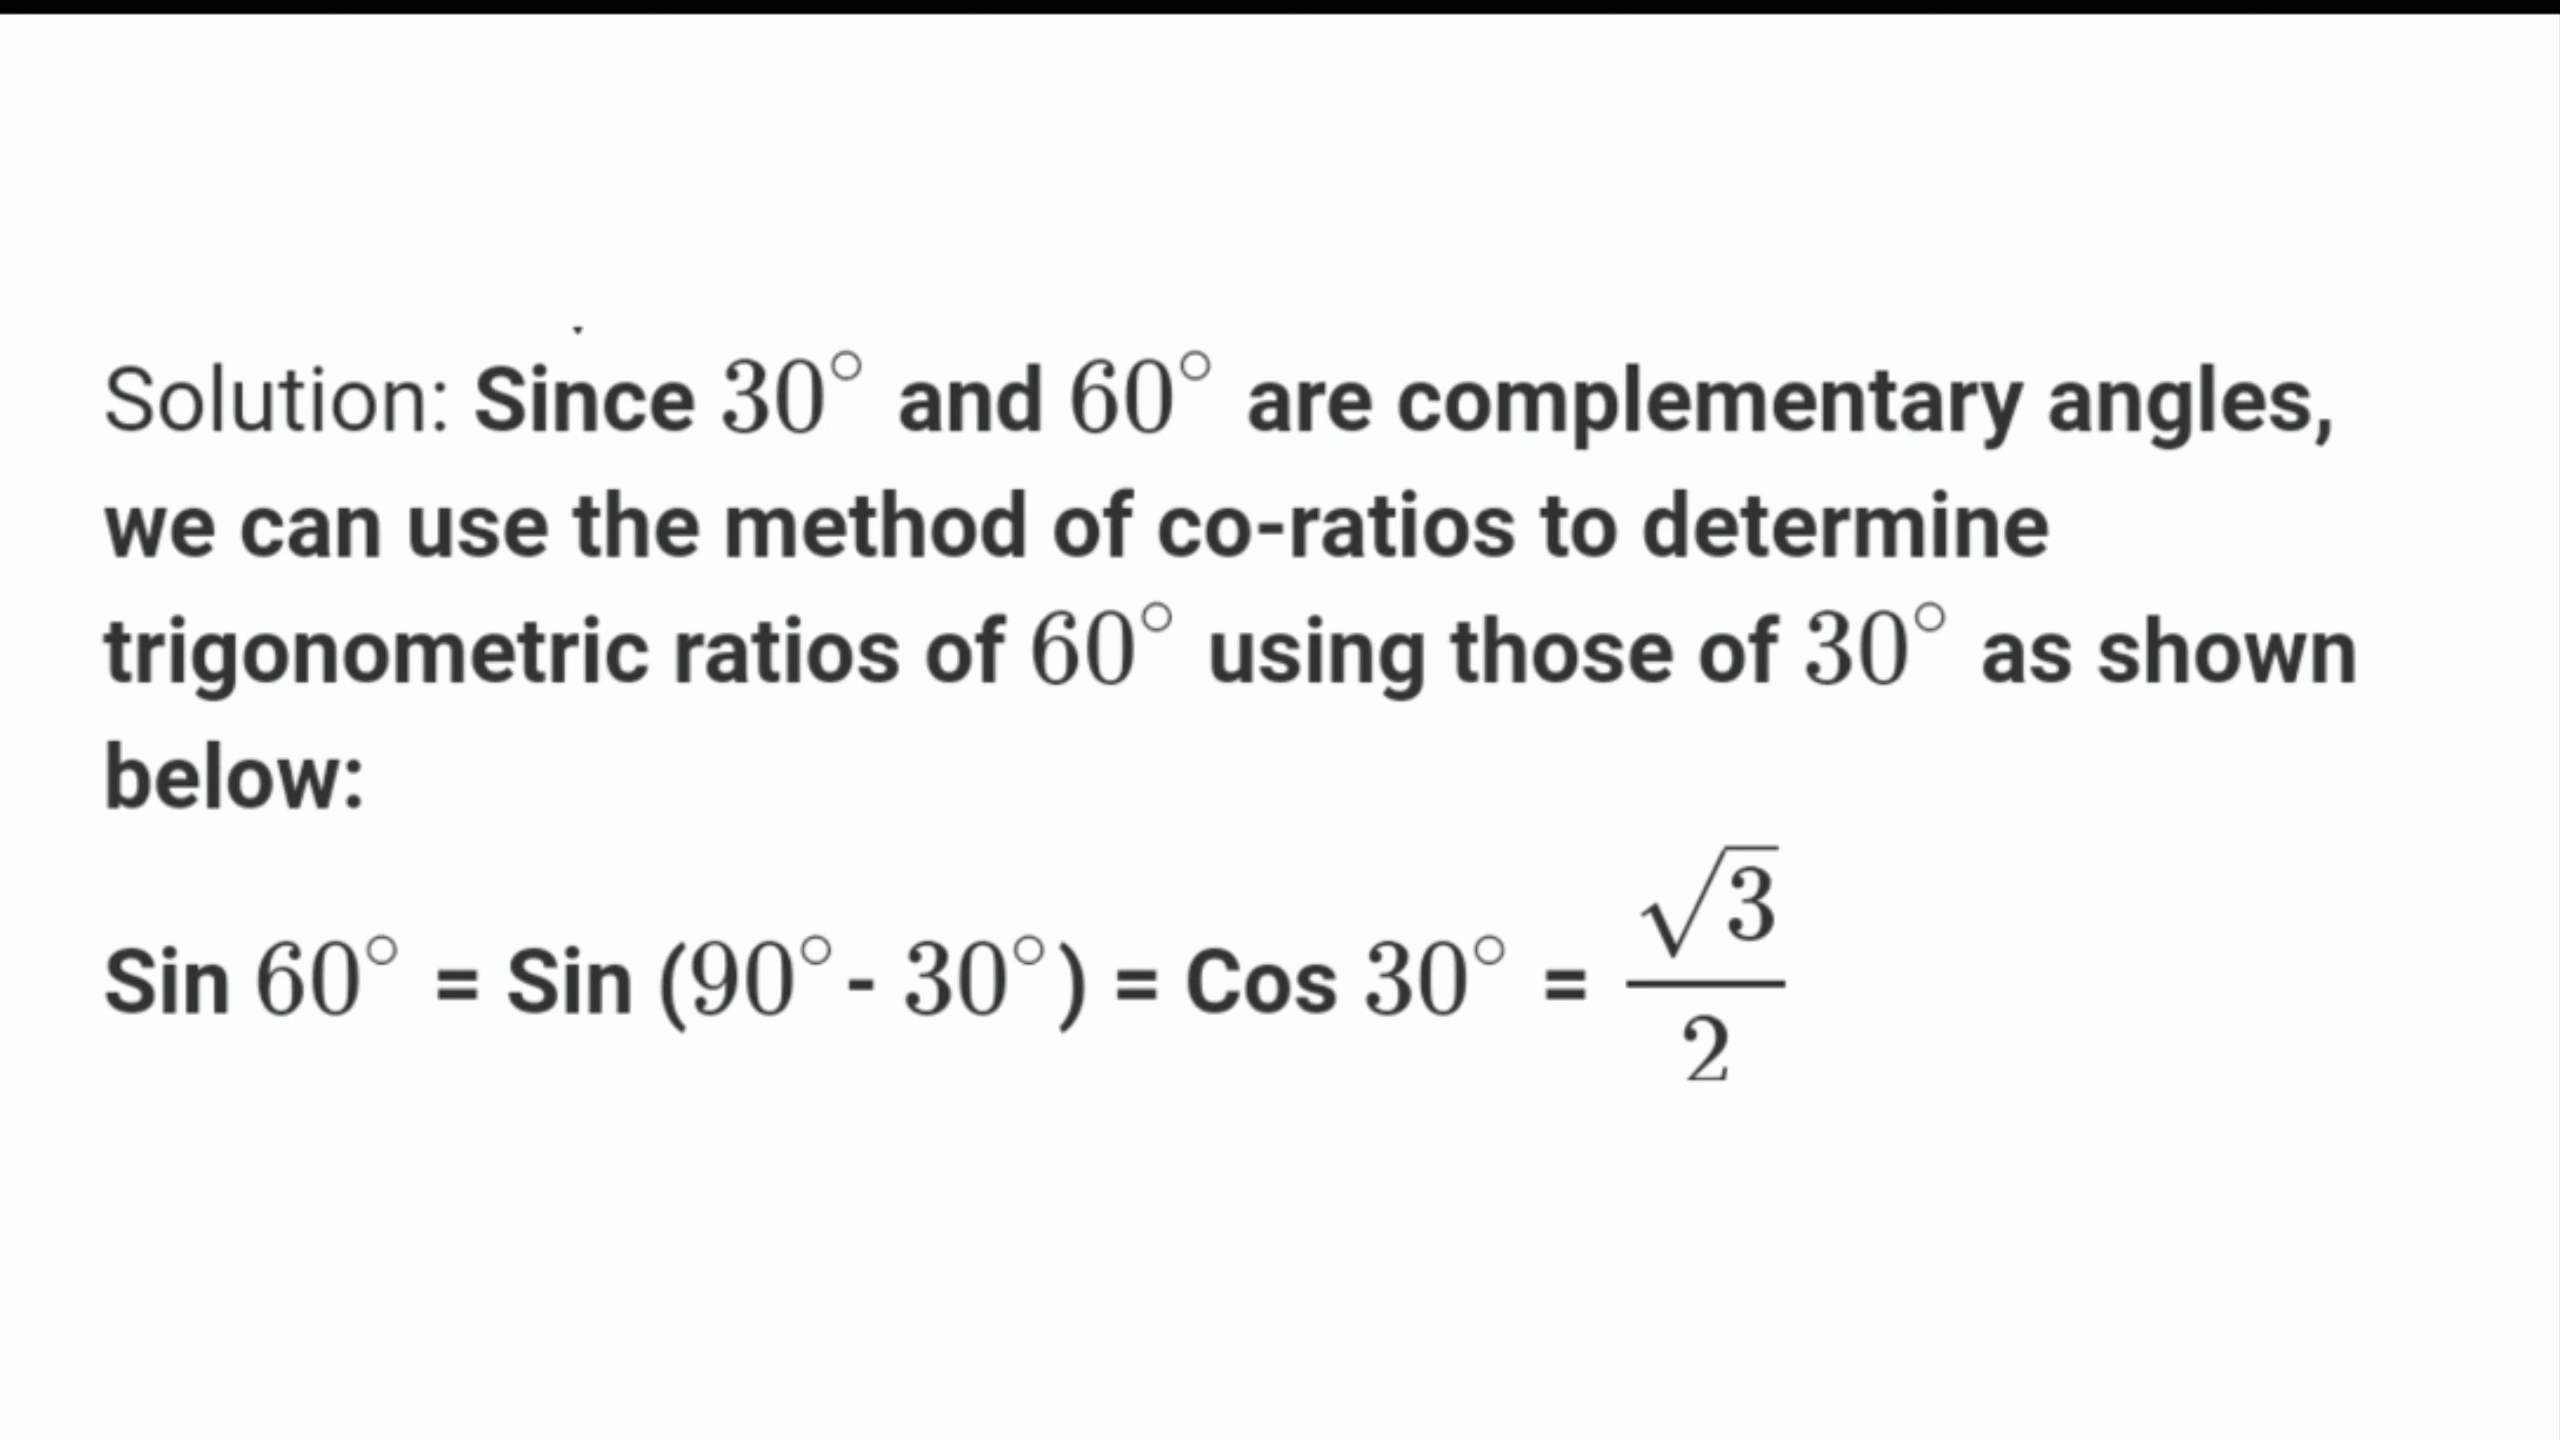 Solution: Since 30° and 60° are complementary angles,
we can use the method of co-ratios to determine
trigonometric ratios of 60° using those of 30° as shown
below:
Sin 60° = Sin (90° - 30°) = Cos 30° = √3/2